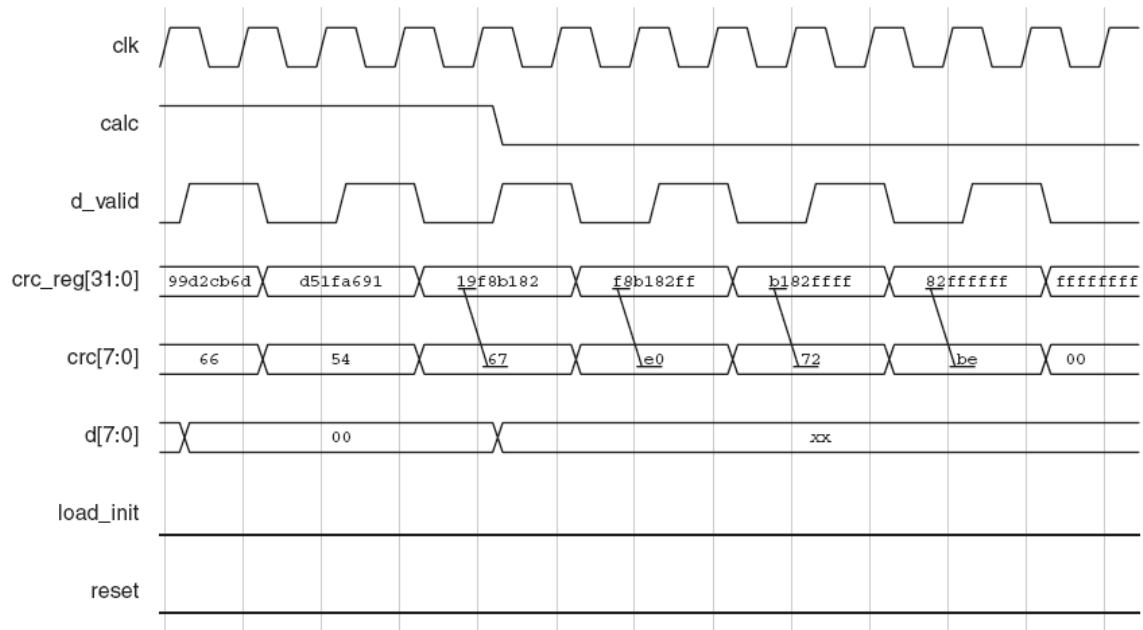 clk
calc
d_valid
crc_reg[31:0] 99d2cb6d d51fa691 19f8b182 f8b182ff b182ffff 82ffffff ffffffff
crc[7:0] 66 54 67 e0 72 be 00
d[7:0] 00 xx
load_init
reset